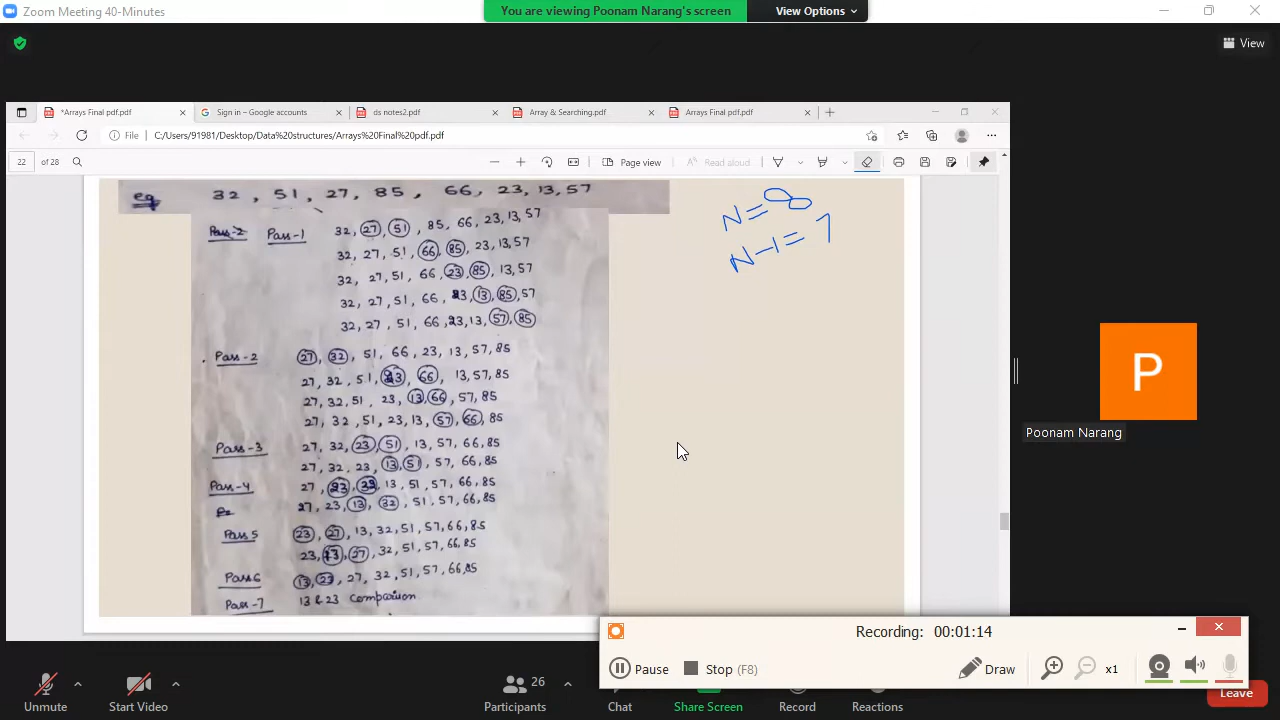 Zoom Meeting 40-Minutes
You are viewing Poonam Narang's screen
View Options
View
*Arrays Final pdf.pdf
Sign in – Google accounts
ds notes2.pdf
Array & Searching.pdf
Arrays Final pdf.pdf
File C:/Users/91981/Desktop/Data%20structures/Arrays%20Final%20pdf.pdf
22 of 28
Page view
Read aloud
eg 32, 51, 27, 85, 66, 23, 13, 57
N=8
N-1=7
Pass-2 Pass-1 32, 27, 51, 85, 66, 23, 13, 57
32, 27, 51, 66, 85, 23, 13, 57
32, 27, 51, 66, 23, 85, 13, 57
32, 27, 51, 66, 23, 13, 85, 57
32, 27, 51, 66, 23, 13, 57, 85
Pass-2 27, 32, 51, 66, 23, 13, 57, 85
27, 32, 51, 23, 66, 13, 57, 85
27, 32, 51, 23, 13, 66, 57, 85
27, 32, 51, 23, 13, 57, 66, 85
Pass-3 27, 32, 23, 51, 13, 57, 66, 85
27, 32, 23, 13, 51, 57, 66, 85
Pass-4 27, 23, 32, 13, 51, 57, 66, 85
27, 23, 13, 32, 51, 57, 66, 85
Pass 5 23, 27, 13, 32, 51, 57, 66, 85
23, 13, 27, 32, 51, 57, 66, 85
Pass 6 13, 23, 27, 32, 51, 57, 66, 85
Pass-7 13 & 23 Comparison
P
Poonam Narang
Recording: 00:01:14
Pause
Stop (F8)
Draw
x1
Unmute
Start Video
26
Participants
Chat
Share Screen
Record
Reactions
Leave